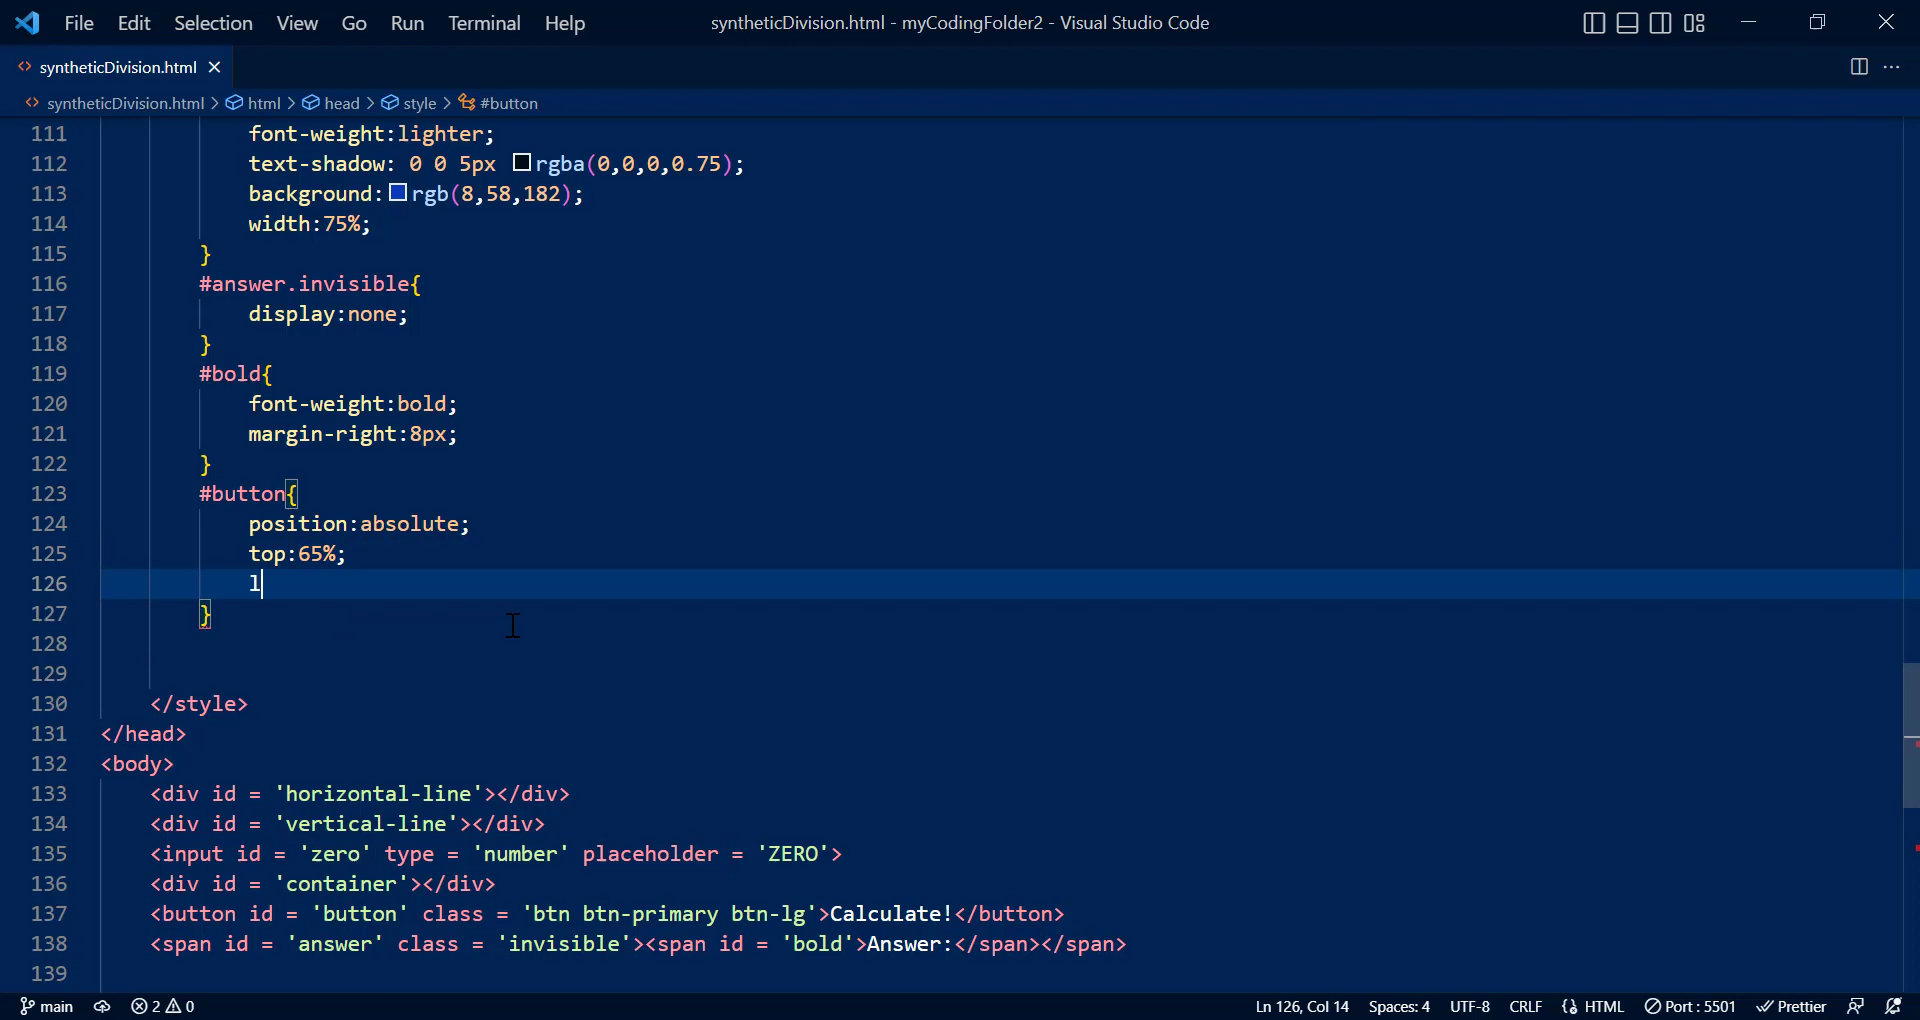 File Edit Selection View Go Run Terminal Help syntheticDivision.html - myCodingFolder2 - Visual Studio Code
syntheticDivision.html
syntheticDivision.html > html > head > style > #button
111 font-weight:lighter;
112 text-shadow: 0 0 5px rgba(0,0,0,0.75);
113 background:rgb(8,58,182);
114 width:75%;
115 }
116 #answer.invisible{
117 display:none;
118 }
119 #bold{
120 font-weight:bold;
121 margin-right:8px;
122 }
123 #button{
124 position:absolute;
125 top:65%;
126 l
127 }
128
129
130 </style>
131 </head>
132 <body>
133 <div id = 'horizontal-line'></div>
134 <div id = 'vertical-line'></div>
135 <input id = 'zero' type = 'number' placeholder = 'ZERO'>
136 <div id = 'container'></div>
137 <button id = 'button' class = 'btn btn-primary btn-lg'>Calculate!</button>
138 <span id = 'answer' class = 'invisible'><span id = 'bold'>Answer:</span></span>
139
main 2 0 Ln 126, Col 14 Spaces: 4 UTF-8 CRLF HTML Port : 5501 Prettier